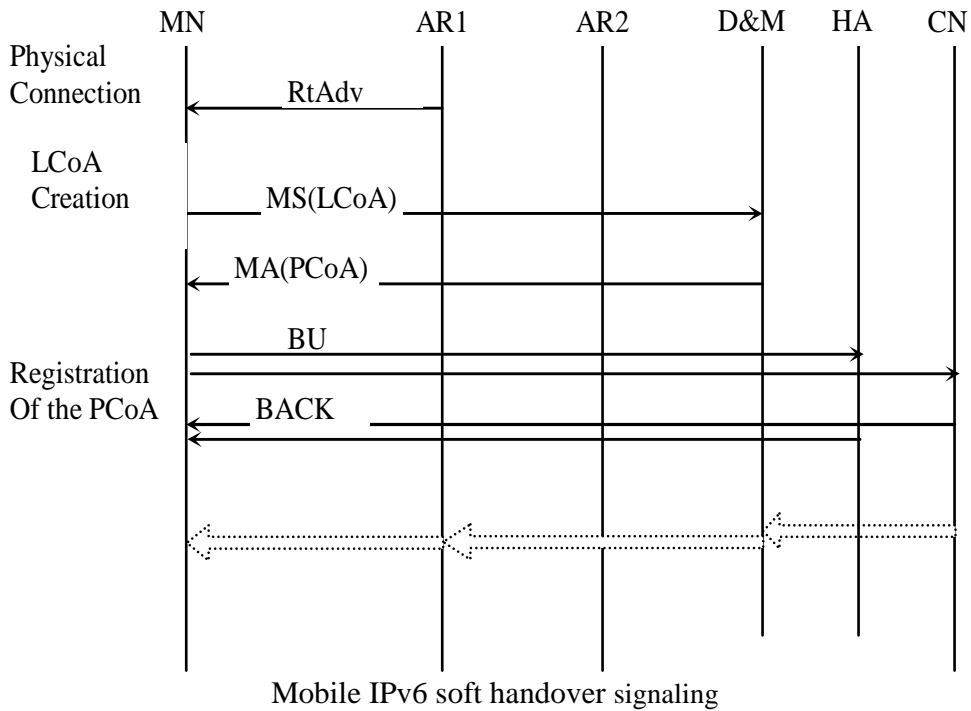 MN AR1 AR2 D&M HA CN
Physical
Connection
RtAdv
LCoA
Creation
MS(LCoA)
MA(PCoA)
BU
Registration
Of the PCoA
BACK
Mobile IPv6 soft handover signaling